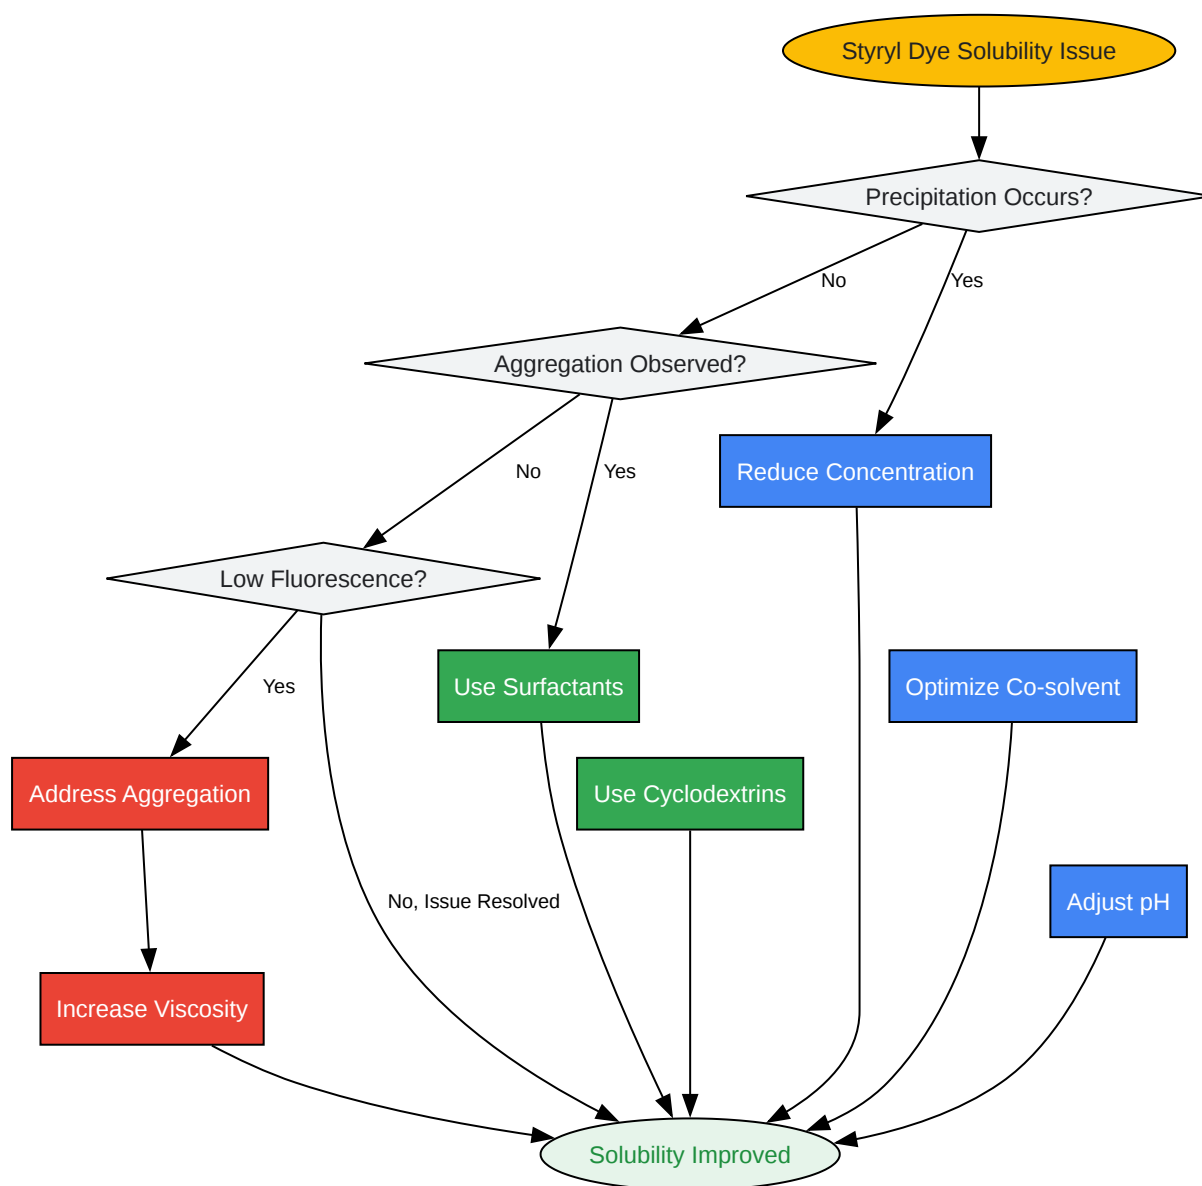 Styryl Dye Solubility Issue
Precipitation Occurs?
No
Yes
Aggregation Observed?
No
Yes
Reduce Concentration
Low Fluorescence?
Yes
Use Surfactants
Optimize Co-solvent
Address Aggregation
Use Cyclodextrins
No, Issue Resolved
Adjust pH
Increase Viscosity
Solubility Improved